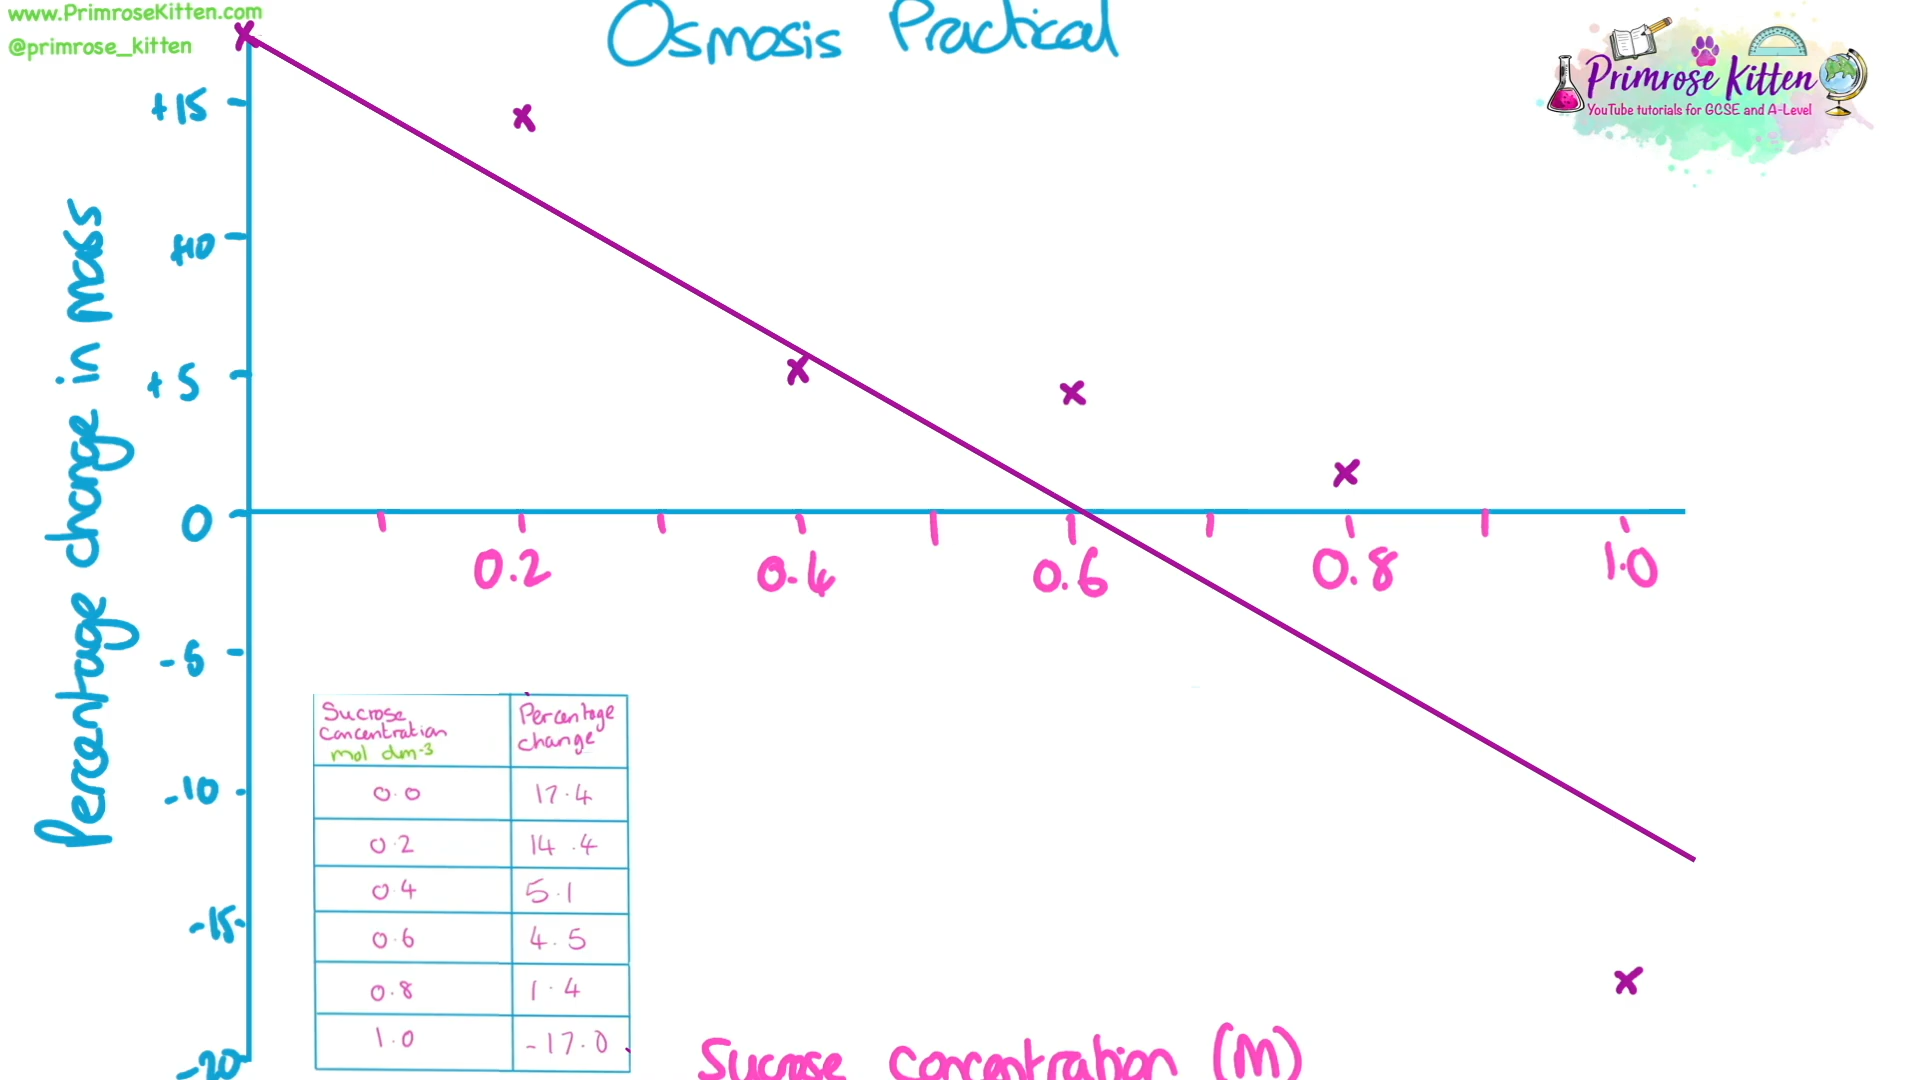 www.PrimroseKitten.com
@primrose_kitten
Osmosis Practical
Primrose Kitten
YouTube tutorials for GCSE and A-Level
Percentage change in mass
+15
+10
+5
0
-5
-10
-15
-20
0.2
0.4
0.6
0.8
1.0
Sucrose concentration mol dm-3
Percentage change
0.0 17.4
0.2 14.4
0.4 5.1
0.6 4.5
0.8 1.4
1.0 -17.0
Sucrose concentration (M)